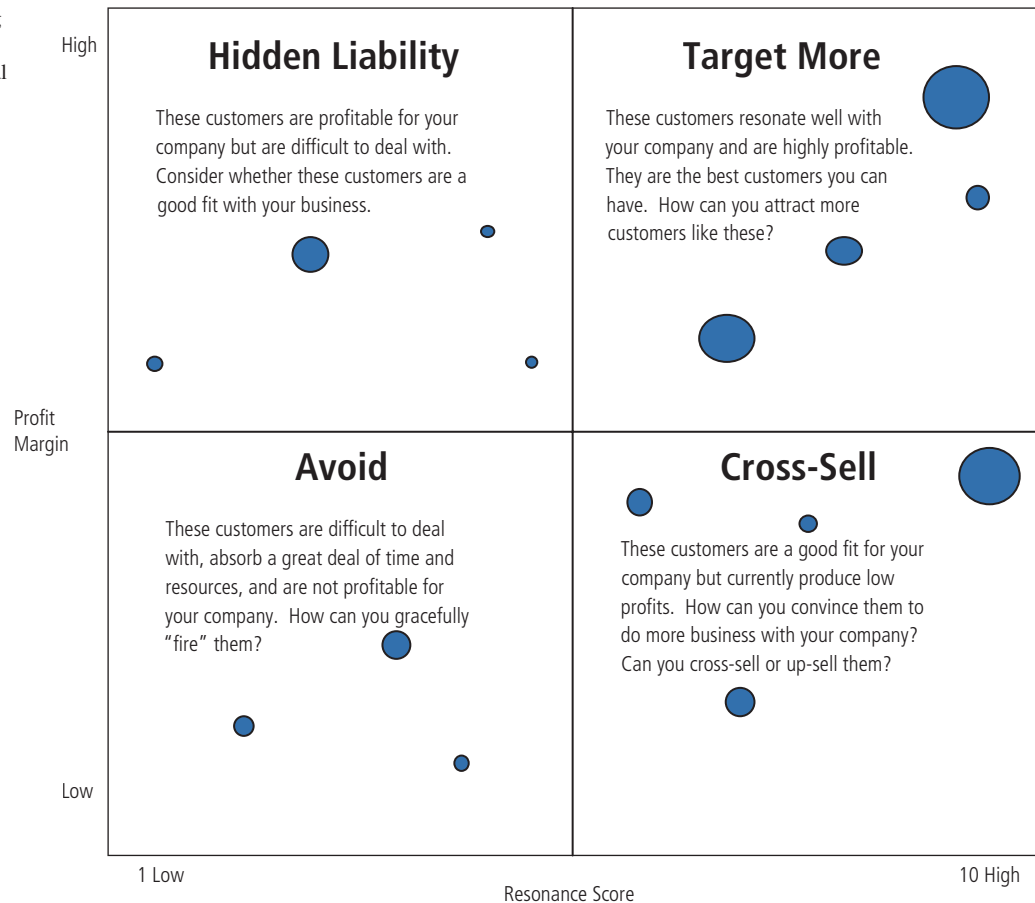 High
Hidden Liability
These customers are profitable for your
company but are difficult to deal with.
Consider whether these customers are a
good fit with your business.
Target More
These customers resonate well with
your company and are highly profitable.
They are the best customers you can
have.  How can you attract more
customers like these?
Profit
Margin
Avoid
These customers are difficult to deal
with, absorb a great deal of time and
resources, and are not profitable for
your company.  How can you gracefully
"fire" them?
Cross-Sell
These customers are a good fit for your
company but currently produce low
profits.  How can you convince them to
do more business with your company?
Can you cross-sell or up-sell them?
Low
1 Low
10 High
Resonance Score